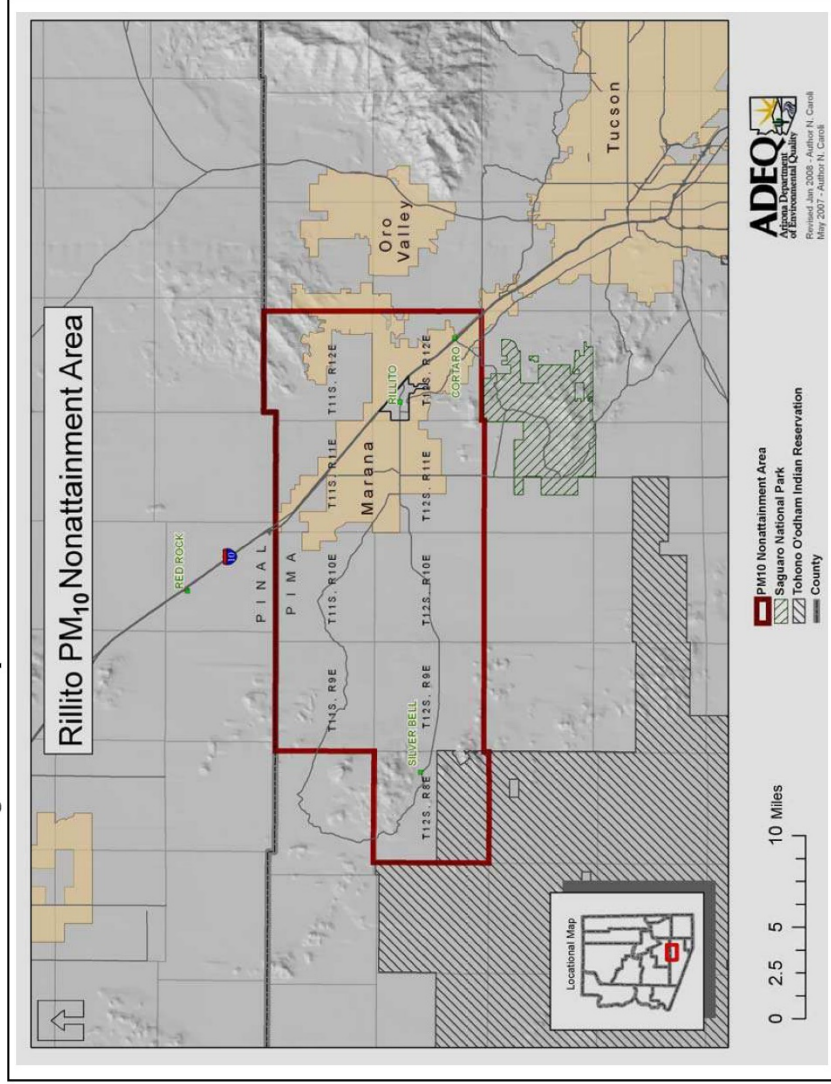 Rillito PM10 Nonattainment Area
RED ROCK
10
PINAL
PIMA
T11S. R9E
T11S. R10E
T11S. R11E
T11S. R12E
Oro
Valley
Marana
RILLITO
SILVER BELL
T12S. R8E
T12S. R9E
T12S. R10E
T12S. R11E
T12S. R12E
CORTARO
Tucson
Locational Map
0 2.5 5 10 Miles
PM10 Nonattainment Area
Saguaro National Park
Tohono O'odham Indian Reservation
County
ADEQ
Arizona Department
of Environmental Quality
Revised Jan 2008 - Author N. Caroli
May 2007 - Author N. Caroli